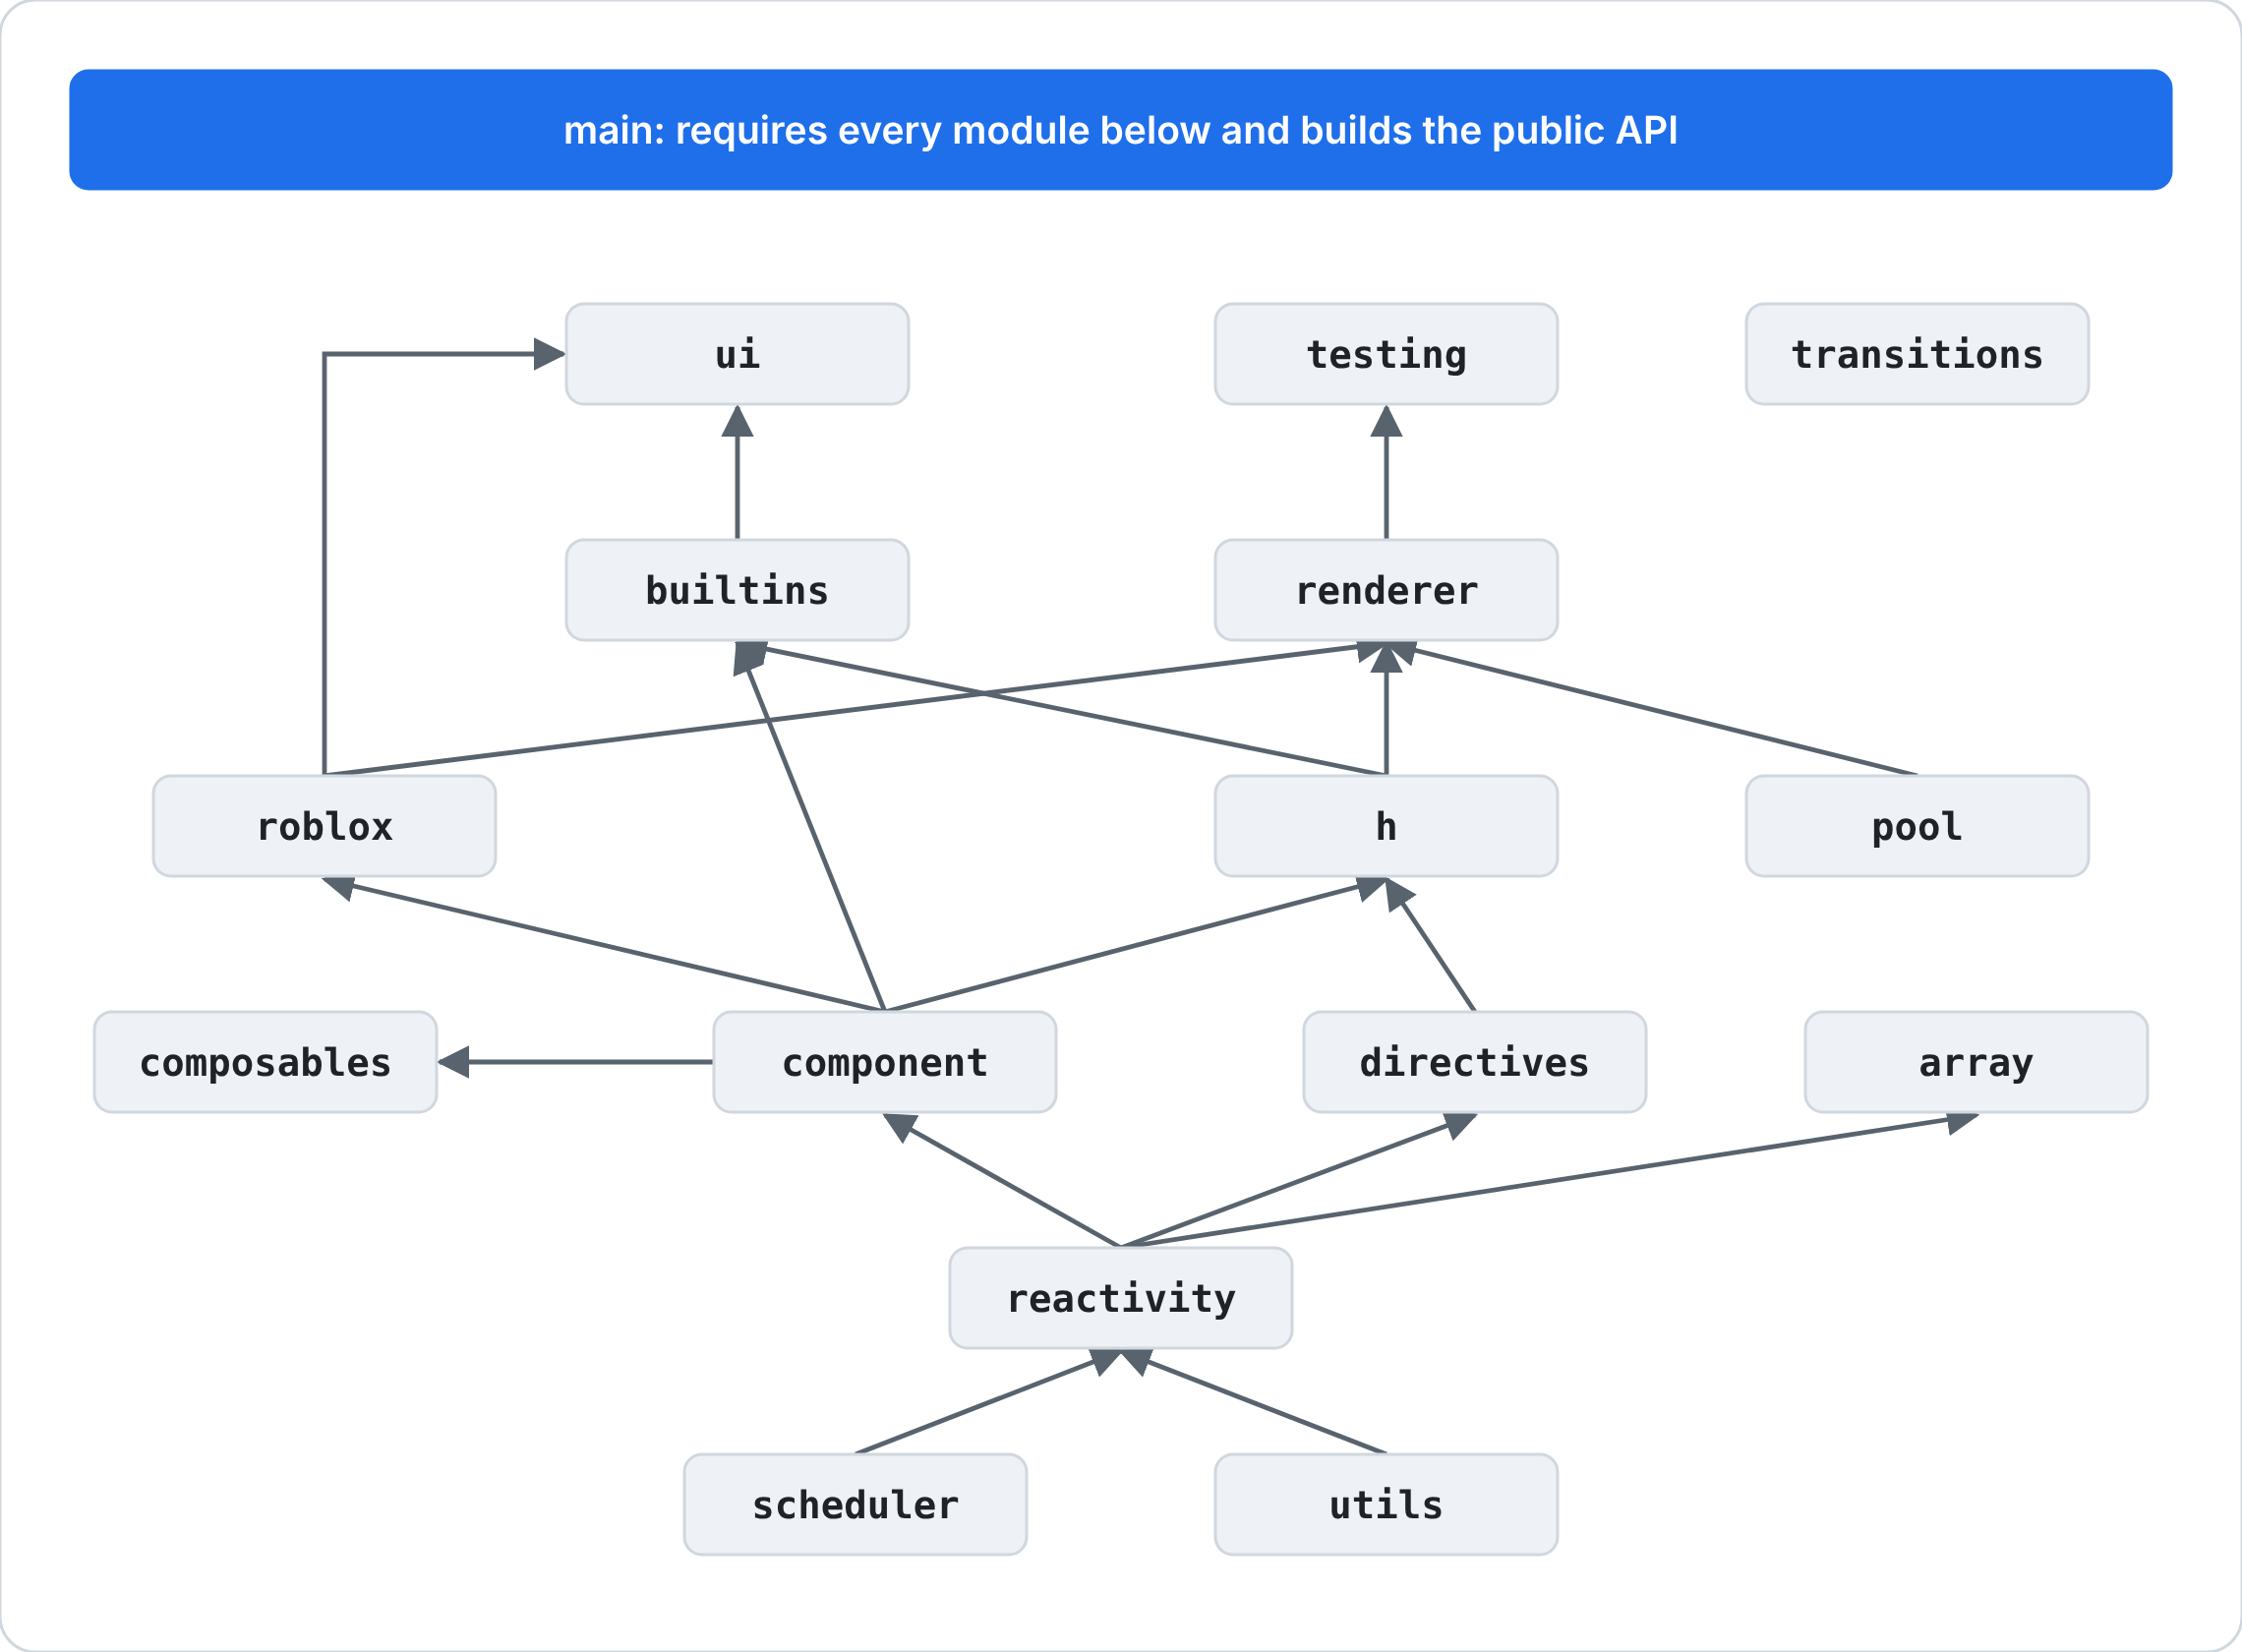 main: requires every module below and builds the public API
ui
testing
transitions
builtins
renderer
roblox
h
pool
composables
component
directives
array
reactivity
scheduler
utils